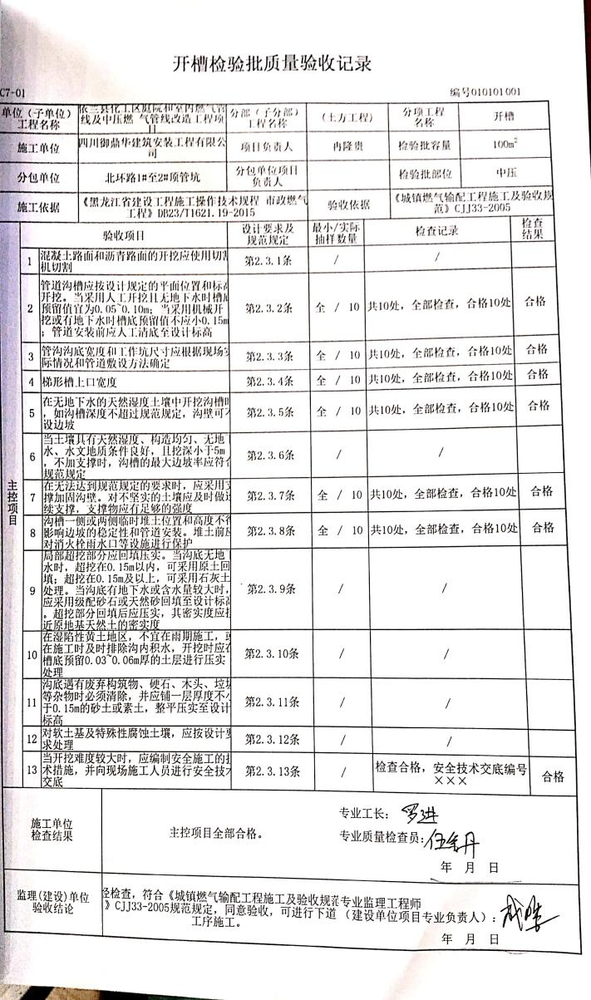 开槽检验批质量验收记录
C7-01
编号010101001
单位（子单位）
工程名称
依兰县化工区庭院和室内燃气管
线及中压燃 气管线改造工程项
目
分部（子分部）
工程名称
（土方工程）
分项工程
名称
开槽
施工单位
四川御鼎华建筑安装工程有限公
司
项目负责人
冉隆贵
检验批容量
100m²
分包单位
北环路1#至2#顶管坑
分包单位项目
负责人
检验批部位
中压
施工依据
《黑龙江省建设工程施工操作技术规程 市政燃气
工程》DB23/T1621.19-2015
验收依据
《城镇燃气输配工程施工及验收规
范》CJJ33-2005
验收项目
设计要求及
规范规定
最小/实际
抽样数量
检查记录
检查
结果
主控项目
1
混凝土路面和沥青路面的开挖应使用切割
机切割
第2.3.1条
/
/
2
管道沟槽应按设计规定的平面位置和标高
开挖。当采用人工开挖且无地下水时槽底
预留值宜为0.05~0.10m；当采用机械开
挖或有地下水时槽底预留值不应小0.15m
；管道安装前应人工清底至设计标高
第2.3.2条
全 / 10
共10处，全部检查，合格10处
合格
3
管沟沟底宽度和工作坑尺寸应根据现场实
际情况和管道敷设方法确定
第2.3.3条
全 / 10
共10处，全部检查，合格10处
合格
4
梯形槽上口宽度
第2.3.4条
全 / 10
共10处，全部检查，合格10处
合格
5
在无地下水的天然湿度土壤中开挖沟槽时
，如沟槽深度不超过规范规定，沟壁可不
设边坡
第2.3.5条
全 / 10
共10处，全部检查，合格10处
合格
6
当土壤具有天然湿度、构造均匀、无地下
水、水文地质条件良好，且挖深小于5m
，不加支撑时，沟槽的最大边坡率应符合
规范规定
第2.3.6条
/
/
7
在无法达到规范规定的要求时，应采用支
撑加固沟壁。对不坚实的土壤应及时做连
续支撑，支撑物应有足够的强度
第2.3.7条
全 / 10
共10处，全部检查，合格10处
合格
8
沟槽一侧或两侧临时堆土位置和高度不得
影响边坡的稳定性和管道安装。堆土前应
对消火栓雨水口等设施进行保护
第2.3.8条
全 / 10
共10处，全部检查，合格10处
合格
9
局部超挖部分应回填压实。当沟底无地下
水时，超挖在0.15m以内，可采用原土回
填；超挖在0.15m及以上，可采用石灰土
处理。当沟底有地下水或含水量较大时，
应采用级配砂石或天然砂回填至设计标高
。超挖部分回填后应压实，其密实度应接
近原地基天然土的密实度
第2.3.9条
/
/
10
在湿陷性黄土地区，不宜在雨期施工，或
在施工时及时排除沟内积水，开挖时应在
槽底预留0.03~0.06m厚的土层进行压实
处理
第2.3.10条
/
/
11
沟底遇有废弃构筑物、硬石、木头、垃圾
等杂物时必须清除，并应铺一层厚度不小
于0.15m的砂土或素土，整平压实至设计
标高
第2.3.11条
/
/
12
对软土基及特殊性腐蚀土壤，应按设计要
求处理
第2.3.12条
/
/
13
当开挖难度较大时，应编制安全施工的技
术措施，并向现场施工人员进行安全技术
交底
第2.3.13条
/
检查合格，安全技术交底编号
×××
合格
施工单位
检查结果
主控项目全部合格。
专业工长：罗进
专业质量检查员：伍金丹
年 月 日
监理(建设)单位
验收结论
经检查，符合《城镇燃气输配工程施工及验收规范
》CJJ33-2005规范规定，同意验收，可进行下道
工序施工。
专业监理工程师
（建设单位项目专业负责人）：
年 月 日